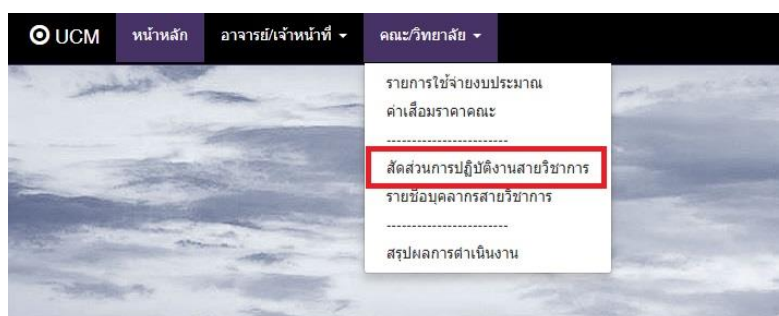 UCM หน้าหลัก อาจารย์/เจ้าหน้าที่ คณะ/วิทยาลัย
รายการใช้จ่ายงบประมาณ
ค่าเสื่อมราคาคณะ
------------------------
สัดส่วนการปฏิบัติงานสายวิชาการ
รายชื่อบุคลากรสายวิชาการ
------------------------
สรุปผลการดำเนินงาน